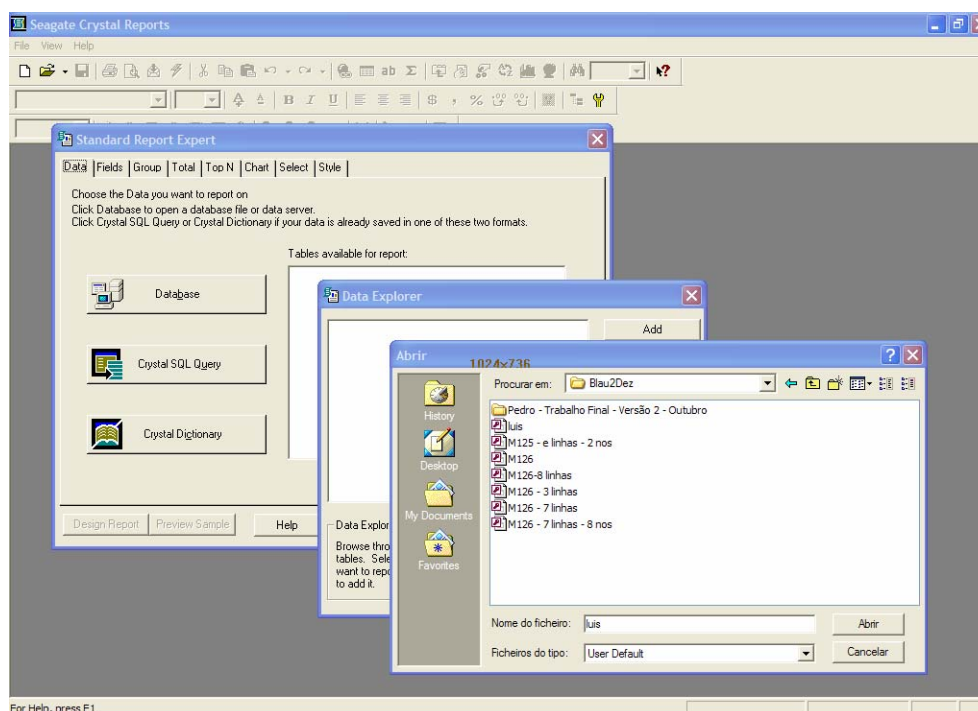 Seagate Crystal Reports
File View Help
Standard Report Expert
Data Fields Group Total Top N Chart Select Style
Choose the Data you want to report on
Click Database to open a database file or data server.
Click Crystal SQL Query or Crystal Dictionary if your data is already saved in one of these two formats.
Tables available for report:
Database
Crystal SQL Query
Crystal Dictionary
Design Report Preview Sample Help
Data Explorer
Add
Data Explor
Browse thro
tables. Sele
want to repo
to add it.
Abrir
1024x736
Procurar em: Blau2Dez
History
Desktop
My Documents
Favorites
Pedro - Trabalho Final - Versão 2 - Outubro
luis
M125 - e linhas - 2 nos
M126
M126-8 linhas
M126 - 3 linhas
M126 - 7 linhas
M126 - 7 linhas - 8 nos
Nome do ficheiro: luis Abrir
Ficheiros do tipo: User Default Cancelar
For Help, press F1